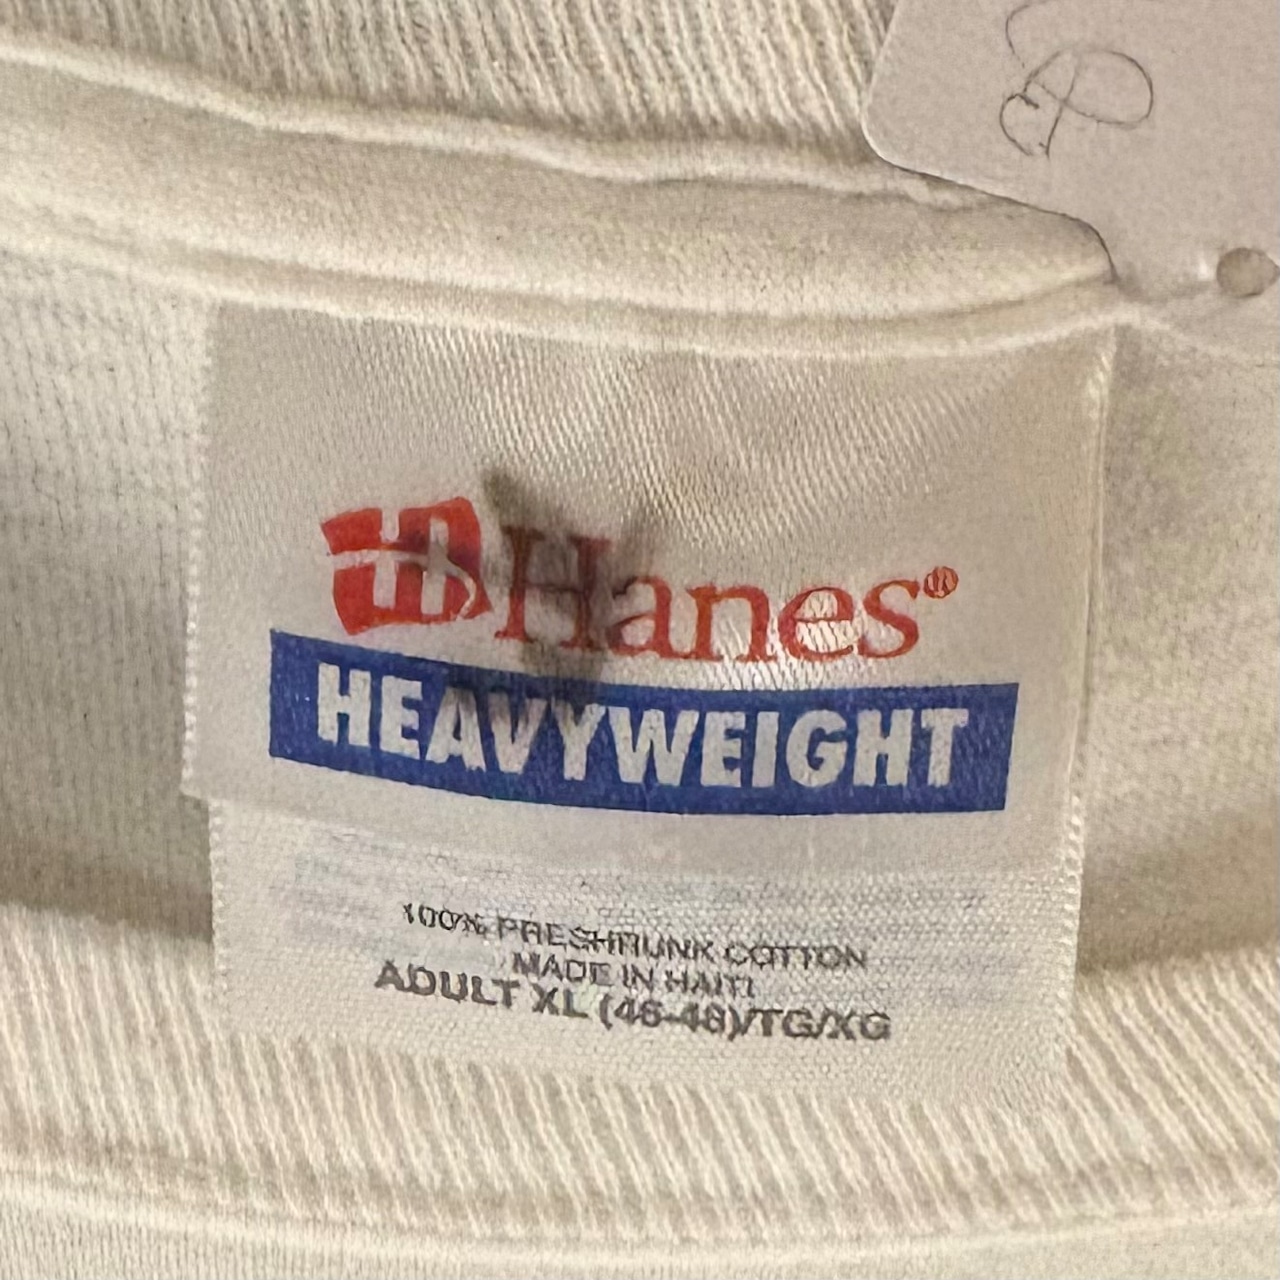 Hanes®
HEAVYWEIGHT
100% PRESHRUNK COTTON
MADE IN HAITI
ADULT XL (46-48)/TG/XG